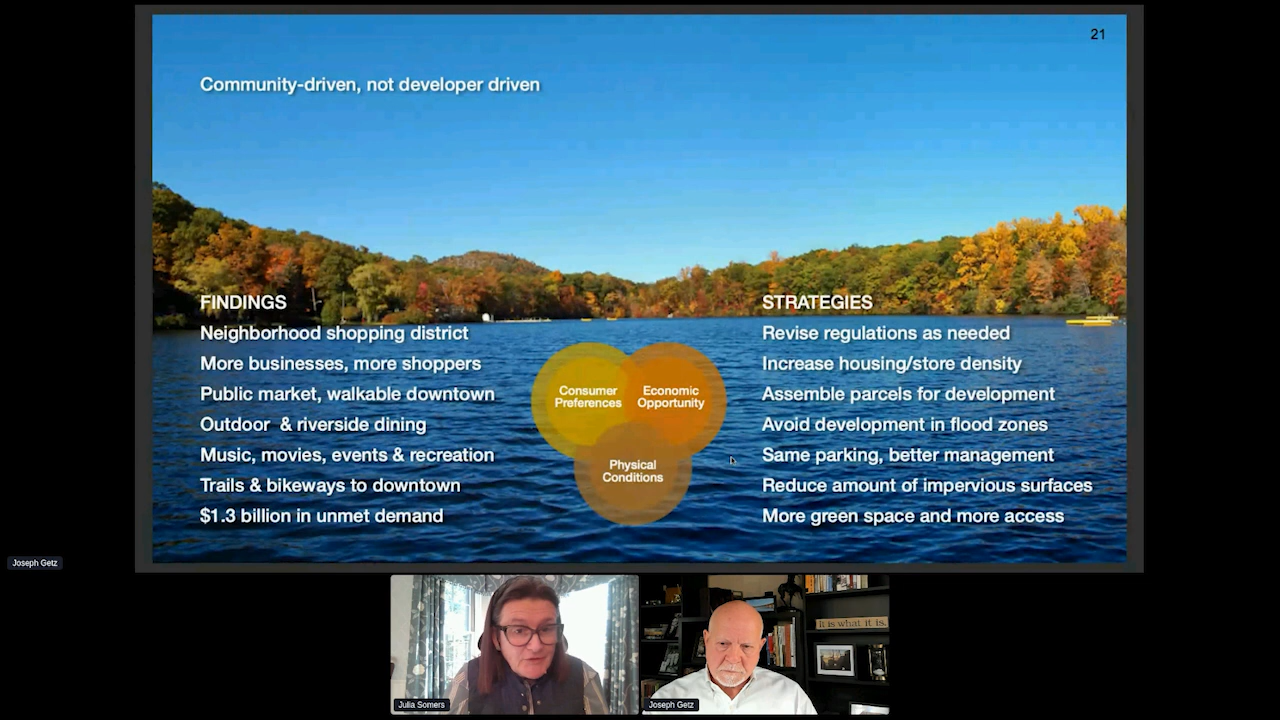 21
Community-driven, not developer driven
FINDINGS
Neighborhood shopping district
More businesses, more shoppers
Public market, walkable downtown
Outdoor & riverside dining
Music, movies, events & recreation
Trails & bikeways to downtown
$1.3 billion in unmet demand
Consumer
Preferences
Economic
Opportunity
Physical
Conditions
STRATEGIES
Revise regulations as needed
Increase housing/store density
Assemble parcels for development
Avoid development in flood zones
Same parking, better management
Reduce amount of impervious surfaces
More green space and more access
Joseph Getz
Julia Somers
Joseph Getz
It is what it is.